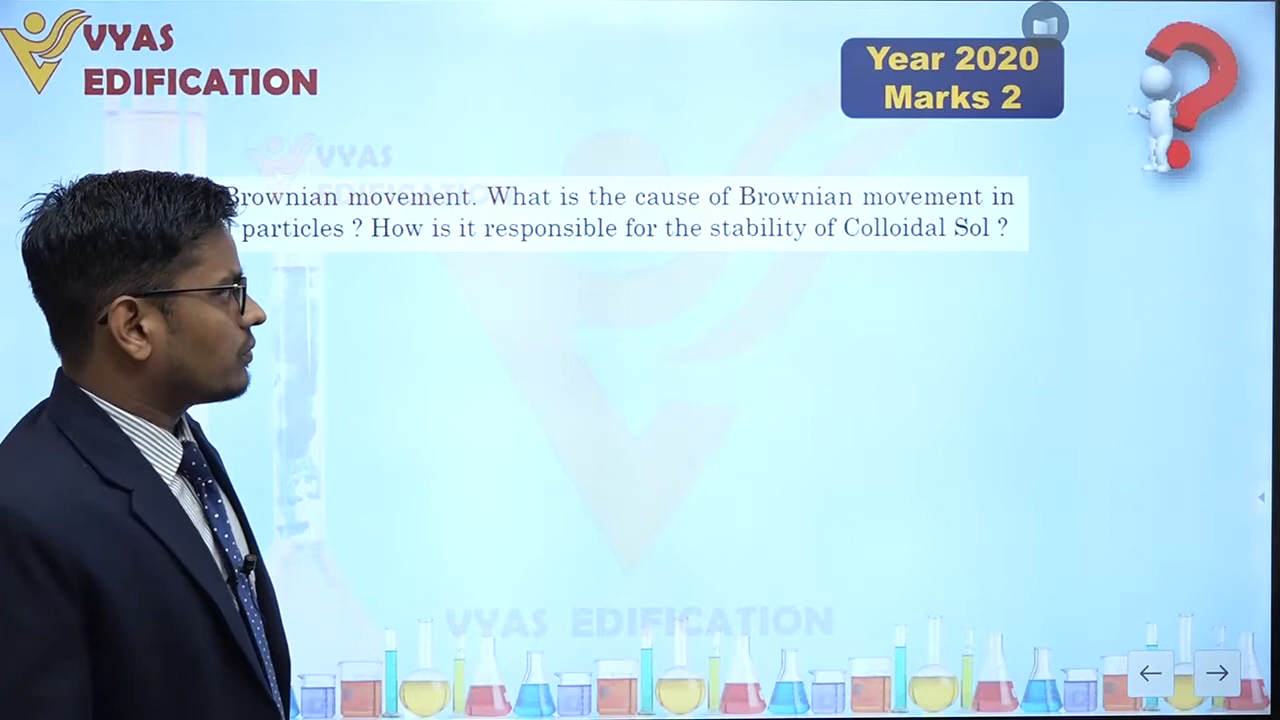 VYAS
EDIFICATION
Year 2020
Marks 2
VYAS
EDIFICATION
Brownian movement. What is the cause of Brownian movement in
particles ? How is it responsible for the stability of Colloidal Sol ?
VYAS EDIFICATION